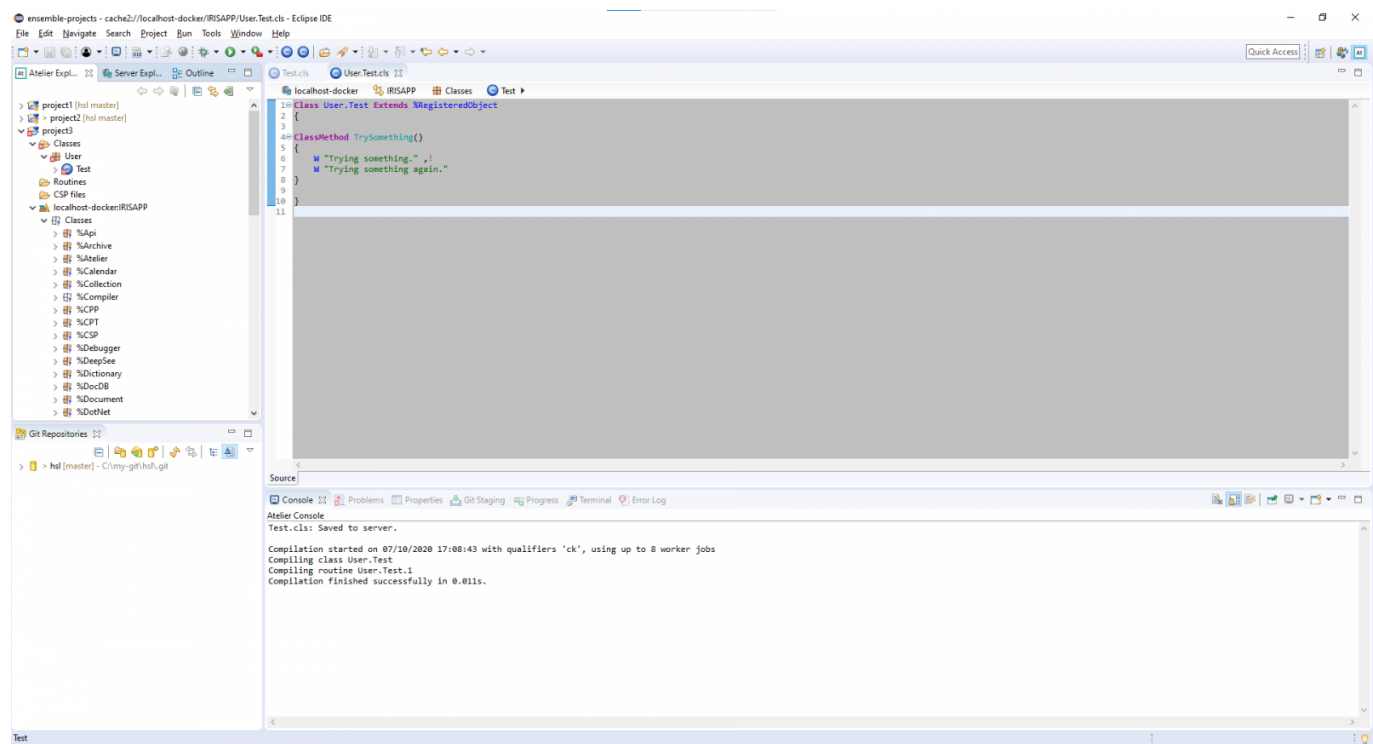 ensemble-projects - cache2://localhost-docker/IRISAPP/User.Test.cls - Eclipse IDE
File Edit Navigate Search Project Run Tools Window Help
Quick Access
Atelier Expl... Server Expl... Outline
project1 [hsl master]
> project2 [hsl master]
project3
Classes
User
Test
Routines
CSP files
localhost-docker:IRISAPP
Classes
%Api
%Archive
%Atelier
%Calendar
%Collection
%Compiler
%CPP
%CPT
%CSP
%Debugger
%DeepSee
%Dictionary
%DocDB
%Document
%DotNet
Git Repositories
> hsl [master] - C:\my-git\hsl\.git
Test.cls User.Test.cls
localhost-docker IRISAPP Classes Test
1 Class User.Test Extends %RegisteredObject
2 {
3
4 ClassMethod TrySomething()
5 {
6 W "Trying something." ,!
7 W "Trying something again."
8 }
9
10 }
11
Source
Console Problems Properties Git Staging Progress Terminal Error Log
Atelier Console
Test.cls: Saved to server.
Compilation started on 07/10/2020 17:08:43 with qualifiers 'ck', using up to 8 worker jobs
Compiling class User.Test
Compiling routine User.Test.1
Compilation finished successfully in 0.011s.
Test